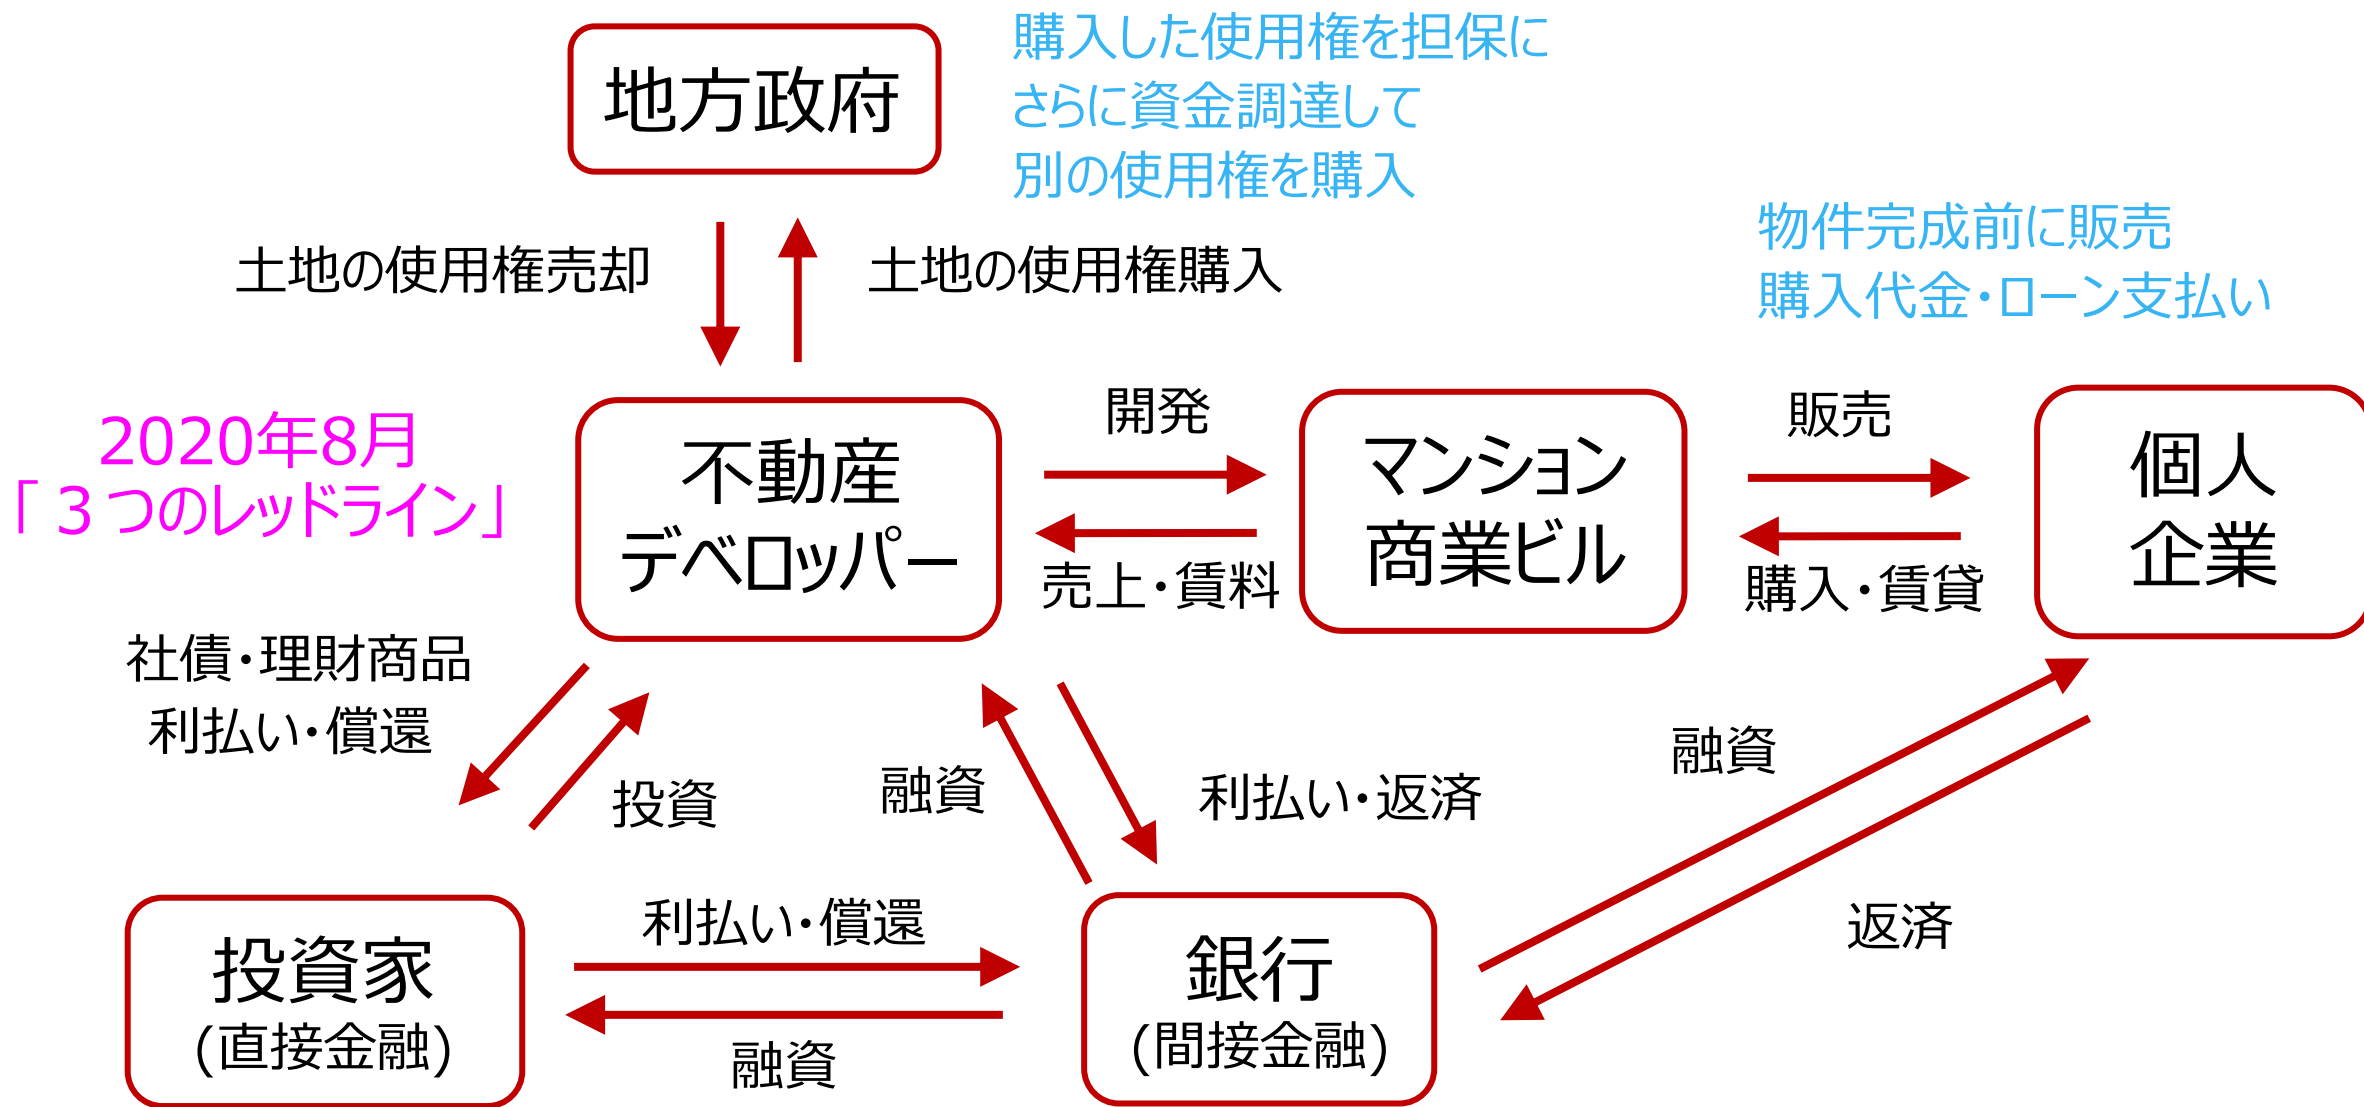 地方政府
購入した使用権を担保に
さらに資金調達して
別の使用権を購入
物件完成前に販売
購入代金・ローン支払い
土地の使用権売却
土地の使用権購入
2020年8月
「３つのレッドライン」
不動産
デベロッパー
開発
売上・賃料
マンション
商業ビル
販売
購入・賃貸
個人
企業
社債・理財商品
利払い・償還
投資
融資
利払い・返済
融資
返済
投資家
(直接金融)
利払い・償還
融資
銀行
(間接金融)